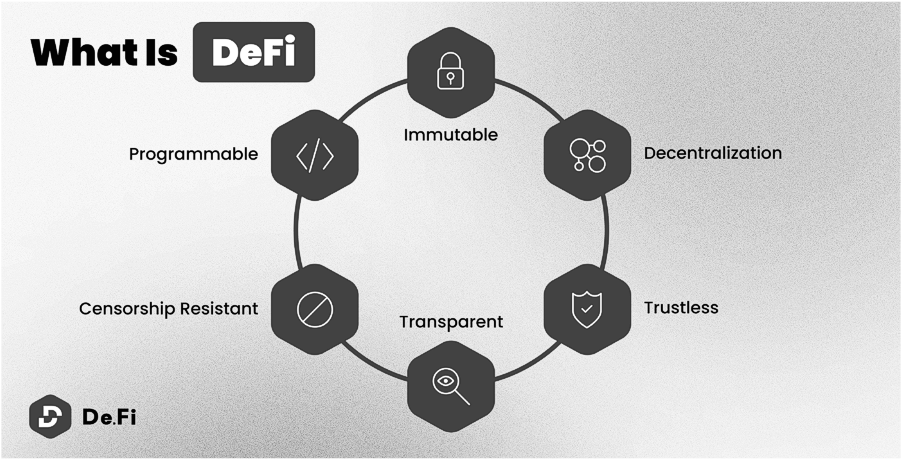 What Is DeFi
Immutable
Programmable
Decentralization
Censorship Resistant
Transparent
Trustless
De.Fi